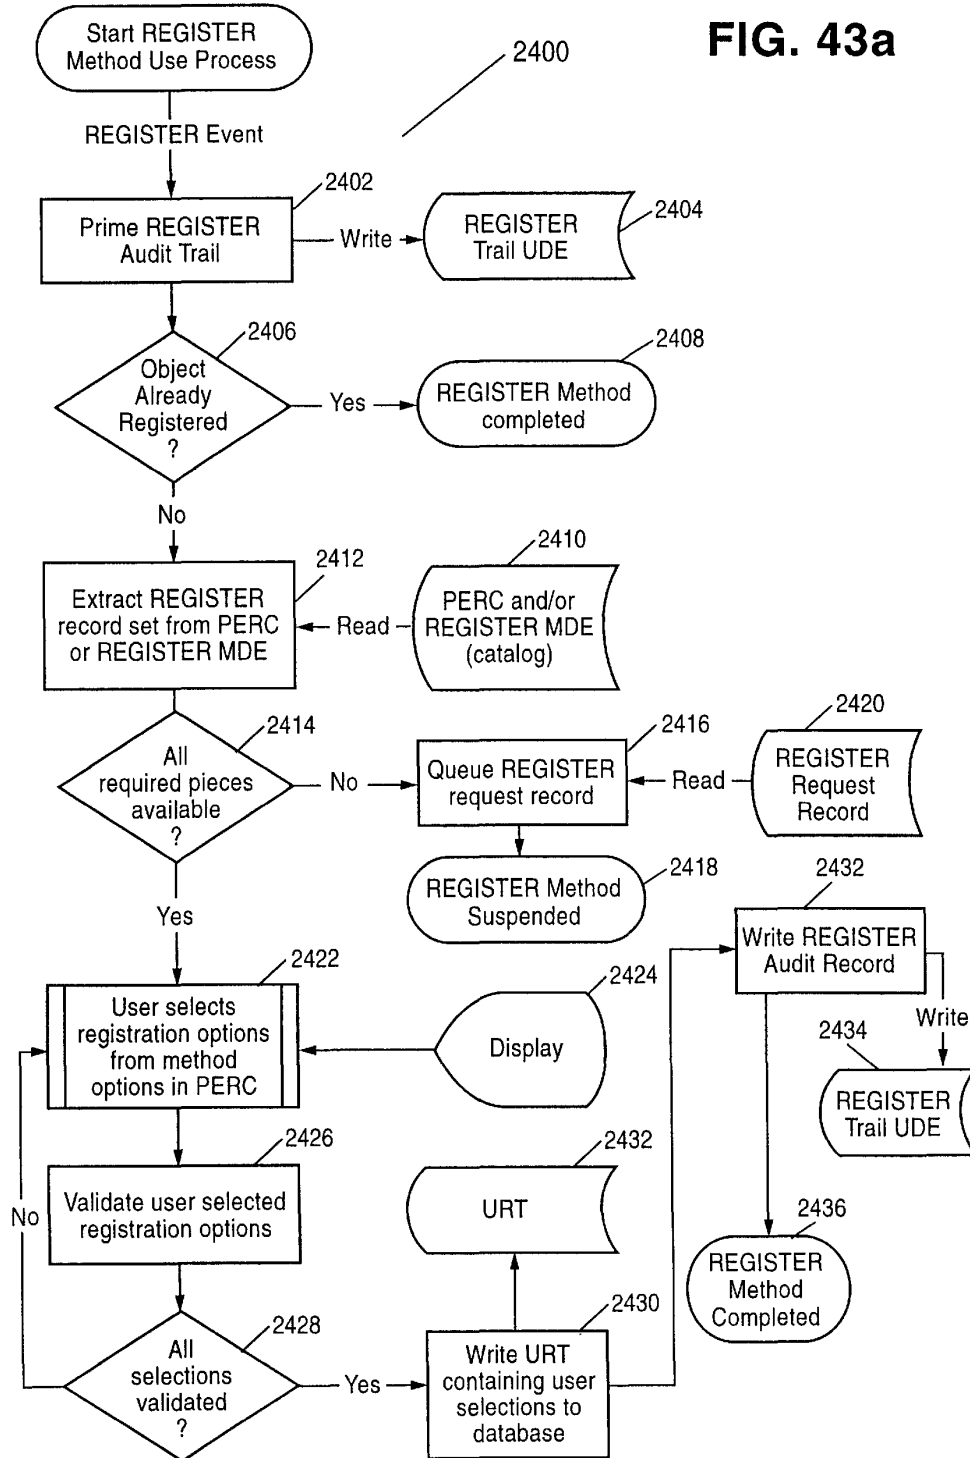 FIG. 43a
Start REGISTER
Method Use Process
2400
REGISTER Event
2402
Prime REGISTER
Audit Trail
Write
REGISTER
Trail UDE
2404
2406
Object
Already
Registered
?
Yes
2408
REGISTER Method
completed
No
2412
Extract REGISTER
record set from PERC
or REGISTER MDE
Read
2410
PERC and/or
REGISTER MDE
(catalog)
2414
All
required pieces
available
?
No
2416
Queue REGISTER
request record
Read
2420
REGISTER
Request
Record
2418
REGISTER Method
Suspended
Yes
2422
User selects
registration options
from method
options in PERC
2424
Display
2432
Write REGISTER
Audit Record
Write
2434
REGISTER
Trail UDE
2426
Validate user selected
registration options
No
2432
URT
2436
REGISTER
Method
Completed
2428
All
selections
validated
?
Yes
2430
Write URT
containing user
selections to
database